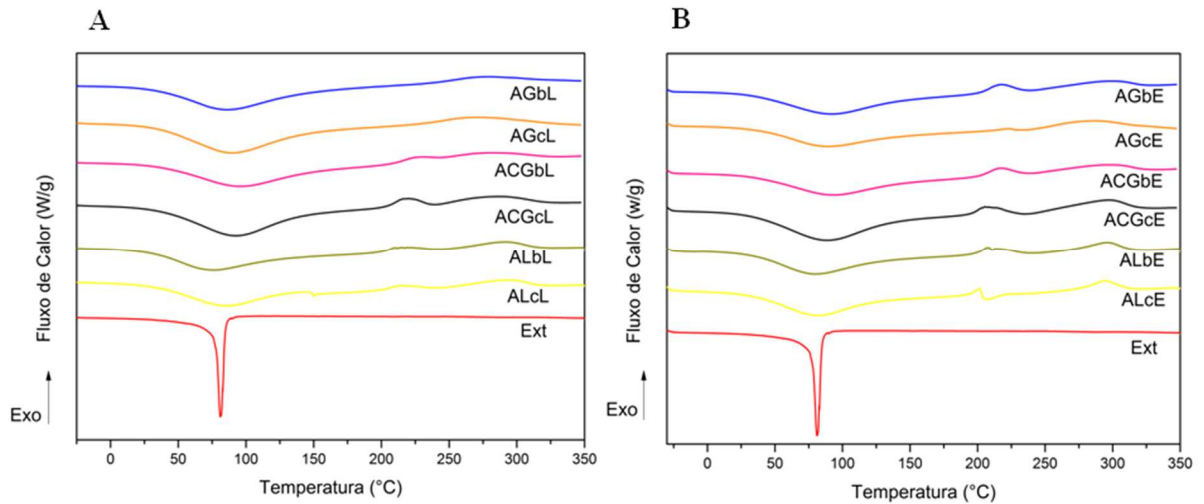 A
Fluxo de Calor (W/g)
Exo
AGbL
AGcL
ACGbL
ACGcL
ALbL
ALcL
Ext
0 50 100 150 200 250 300 350
Temperatura (°C)
B
Fluxo de Calor (w/g)
Exo
AGbE
AGcE
ACGbE
ACGcE
ALbE
ALcE
Ext
0 50 100 150 200 250 300 350
Temperatura (°C)